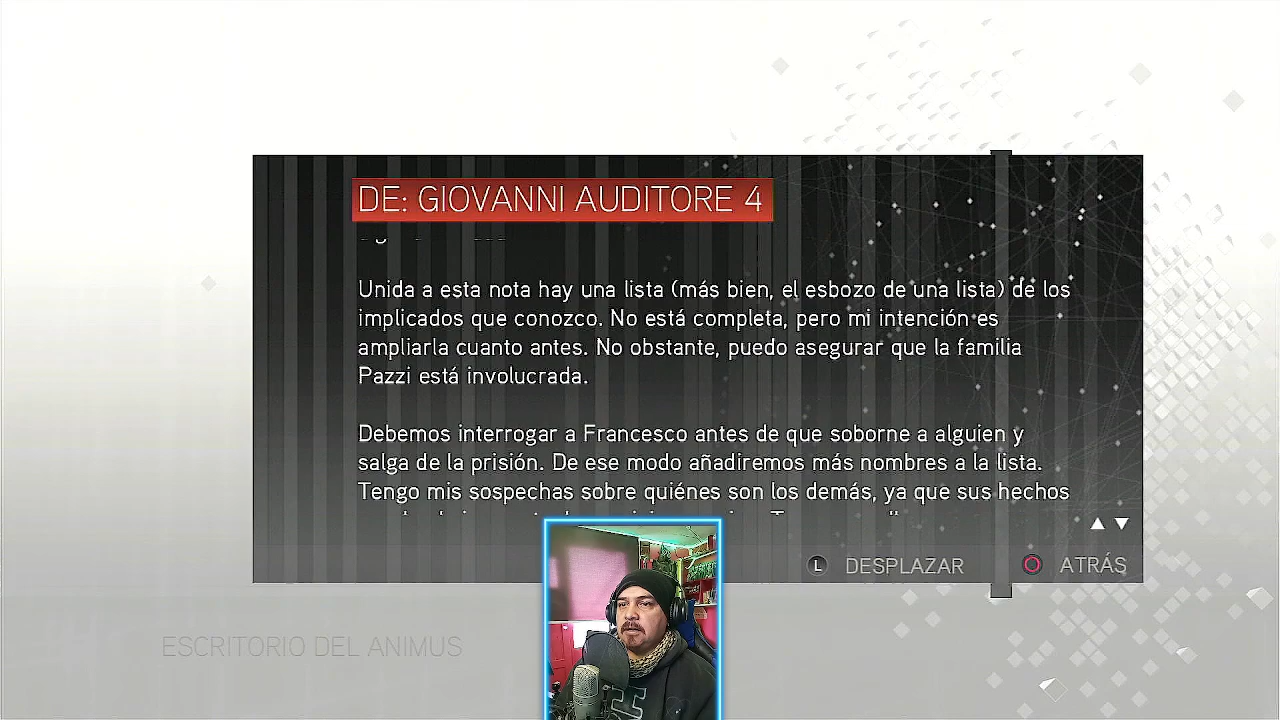 DE: GIOVANNI AUDITORE 4
Unida a esta nota hay una lista (más bien, el esbozo de una lista) de los
implicados que conozco. No está completa, pero mi intención es
ampliarla cuanto antes. No obstante, puedo asegurar que la familia
Pazzi está involucrada.
Debemos interrogar a Francesco antes de que soborne a alguien y
salga de la prisión. De ese modo añadiremos más nombres a la lista.
Tengo mis sospechas sobre quiénes son los demás, ya que sus hechos
L DESPLAZAR
ATRÁS
ESCRITORIO DEL ANIMUS